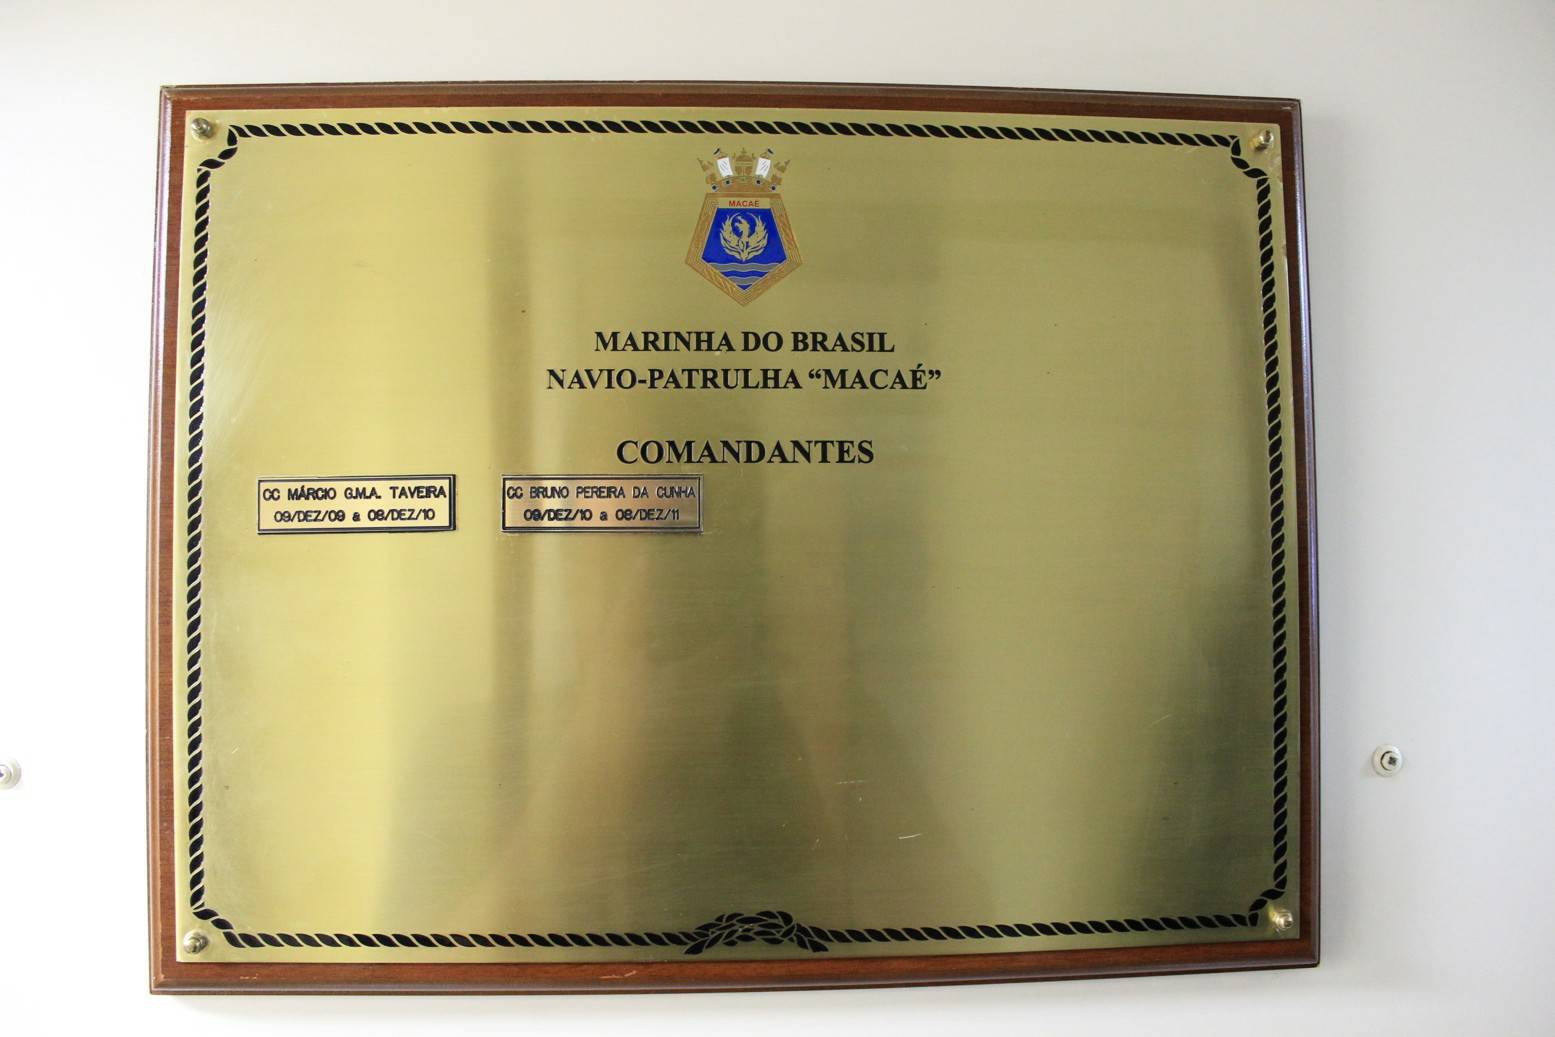 MACAÉ
MARINHA DO BRASIL
NAVIO-PATRULHA “MACAÉ”
COMANDANTES
CC MÁRCIO G.M.A. TAVEIRA
09/DEZ/09 a 08/DEZ/10
CC BRUNO PEREIRA DA CUNHA
09/DEZ/10 a 08/DEZ/11